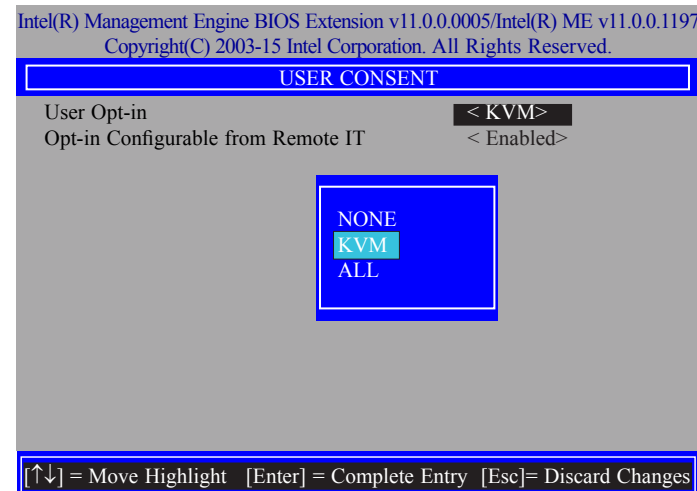 Intel(R) Management Engine BIOS Extension v11.0.0.0005/Intel(R) ME v11.0.0.1197
Copyright(C) 2003-15 Intel Corporation. All Rights Reserved.
USER CONSENT
User Opt-in < KVM>
Opt-in Configurable from Remote IT < Enabled>
NONE
KVM
ALL
[↑↓] = Move Highlight [Enter] = Complete Entry [Esc]= Discard Changes